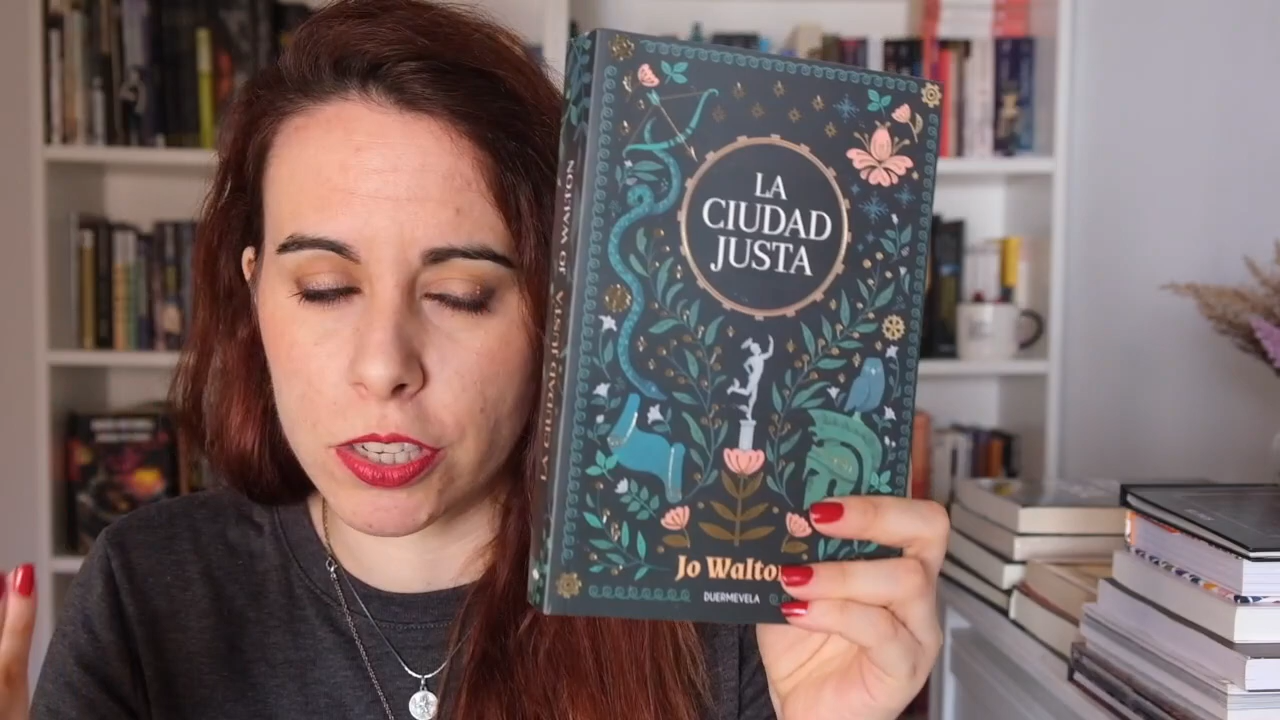 LA
CIUDAD
JUSTA
Jo Walton
DUERMEVELA
LA CIUDAD JUSTA JO WALTON